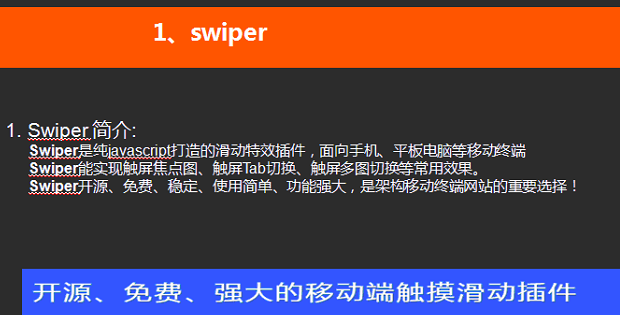 1、swiper
1. Swiper简介:
Swiper是纯javascript打造的滑动特效插件，面向手机、平板电脑等移动终端
Swiper能实现触屏焦点图、触屏Tab切换、触屏多图切换等常用效果。
Swiper开源、免费、稳定、使用简单、功能强大，是架构移动终端网站的重要选择！
开源、免费、强大的移动端触摸滑动插件